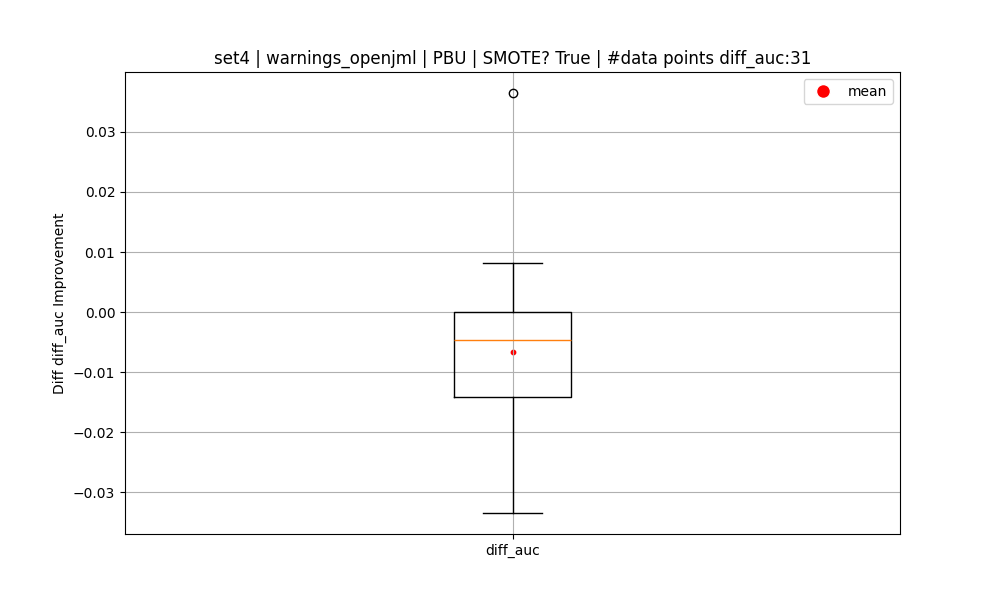 set4 | warnings_openjml | PBU | SMOTE? True | #data points diff_auc:31
mean
0.03
0.02
0.01
0.00
−0.01
−0.02
−0.03
Diff diff_auc Improvement
diff_auc